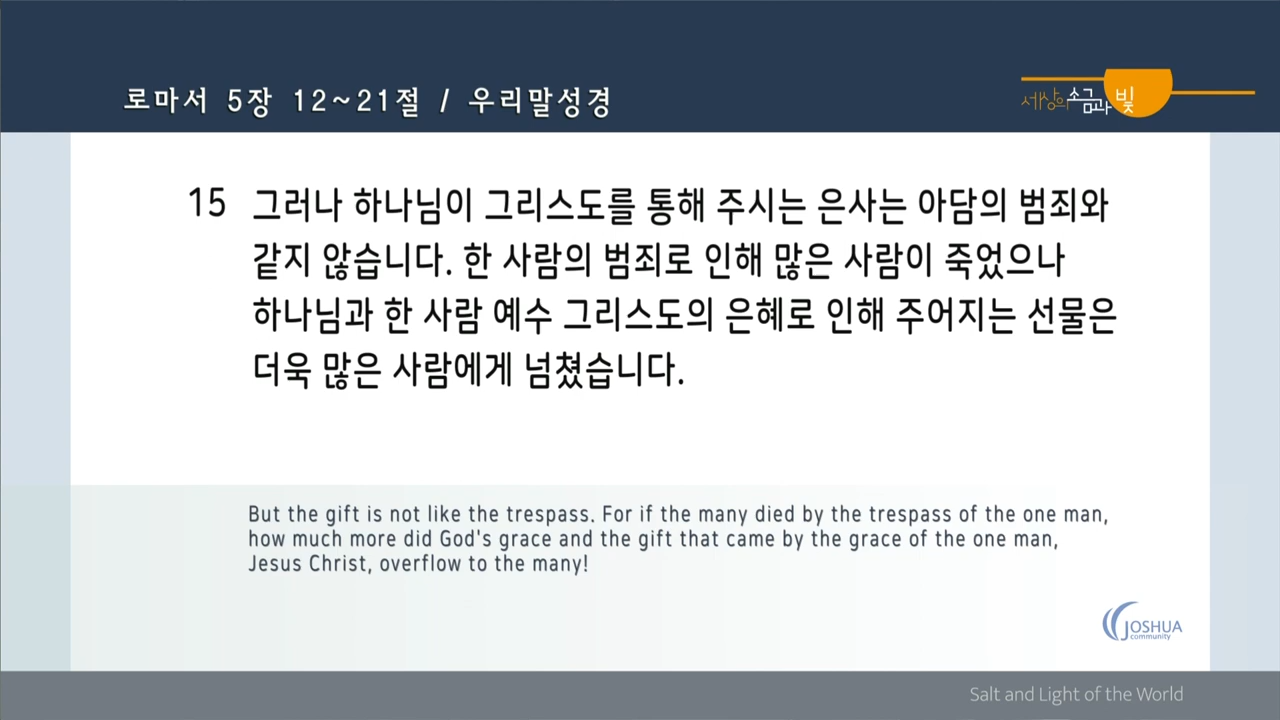 로마서 5장 12~21절 / 우리말성경
세상의 소금과 빛
15 그러나 하나님이 그리스도를 통해 주시는 은사는 아담의 범죄와
같지 않습니다. 한 사람의 범죄로 인해 많은 사람이 죽었으나
하나님과 한 사람 예수 그리스도의 은혜로 인해 주어지는 선물은
더욱 많은 사람에게 넘쳤습니다.
But the gift is not like the trespass. For if the many died by the trespass of the one man,
how much more did God's grace and the gift that came by the grace of the one man,
Jesus Christ, overflow to the many!
JOSHUA
community
Salt and Light of the World